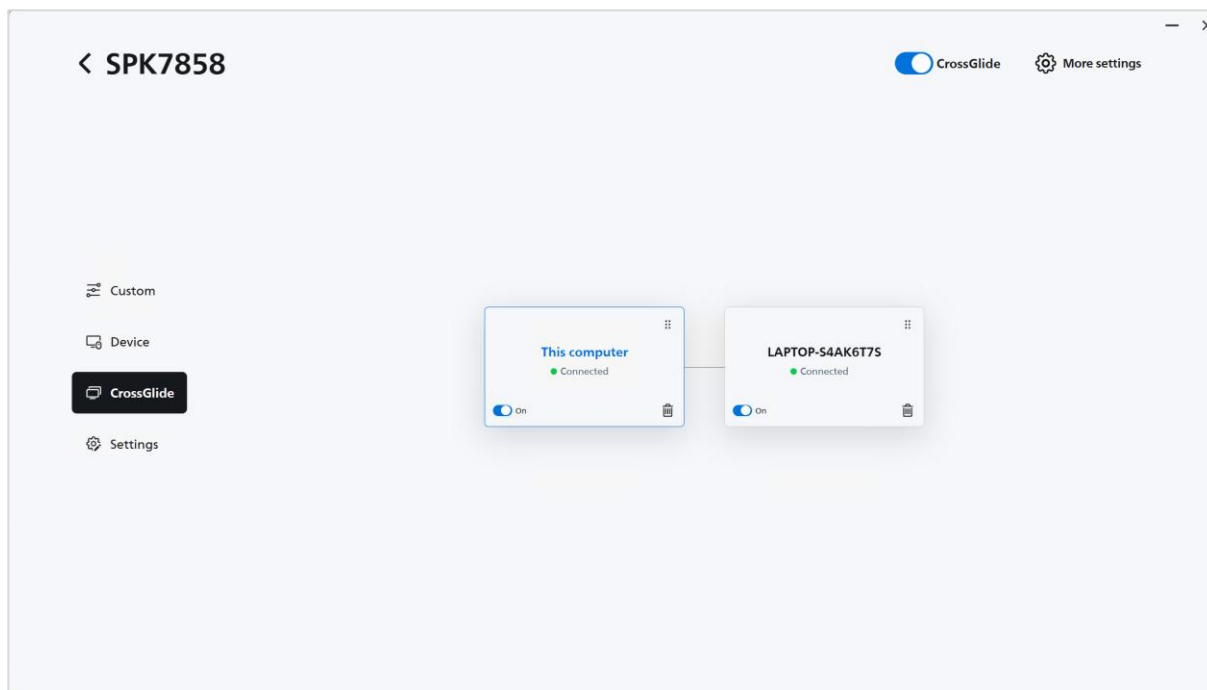 SPK7858
CrossGlide
More settings
Custom
Device
CrossGlide
Settings
This computer
Connected
On
LAPTOP-S4AK6T7S
Connected
On